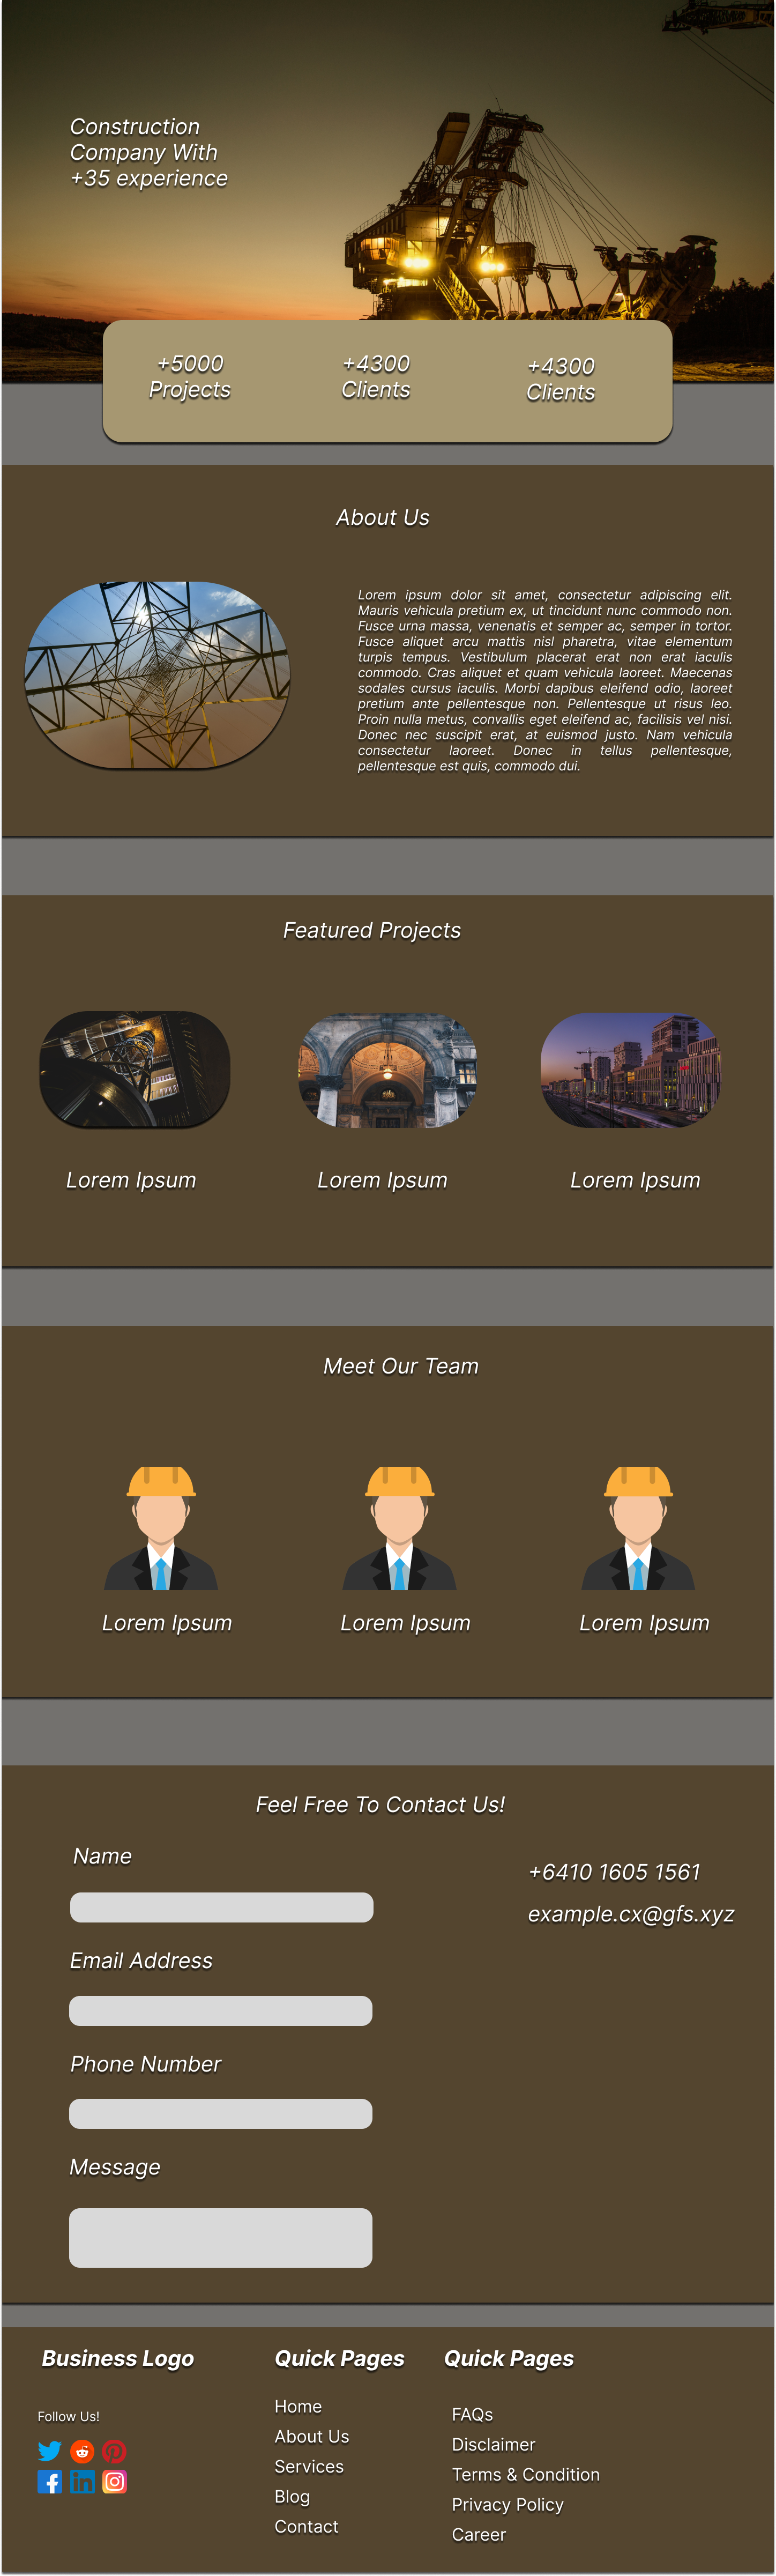 Construction
Company With
+35 experience
+5000
Projects
+4300
Clients
+4300
Clients
About Us
Lorem ipsum dolor sit amet, consectetur adipiscing elit.
Mauris vehicula pretium ex, ut tincidunt nunc commodo non.
Fusce urna massa, venenatis et semper ac, semper in tortor.
Fusce aliquet arcu mattis nisl pharetra, vitae elementum
turpis tempus. Vestibulum placerat erat non erat iaculis
commodo. Cras aliquet et quam vehicula laoreet. Maecenas
sodales cursus iaculis. Morbi dapibus eleifend odio, laoreet
pretium ante pellentesque non. Pellentesque ut risus leo.
Proin nulla metus, convallis eget eleifend ac, facilisis vel nisi.
Donec nec suscipit erat, at euismod justo. Nam vehicula
consectetur laoreet. Donec in tellus pellentesque,
pellentesque est quis, commodo dui.
Featured Projects
Lorem Ipsum
Lorem Ipsum
Lorem Ipsum
Meet Our Team
Lorem Ipsum
Lorem Ipsum
Lorem Ipsum
Feel Free To Contact Us!
Name
Email Address
Phone Number
Message
+6410 1605 1561
example.cx@gfs.xyz
Business Logo
Follow Us!
Quick Pages
Home
About Us
Services
Blog
Contact
Quick Pages
FAQs
Disclaimer
Terms & Condition
Privacy Policy
Career